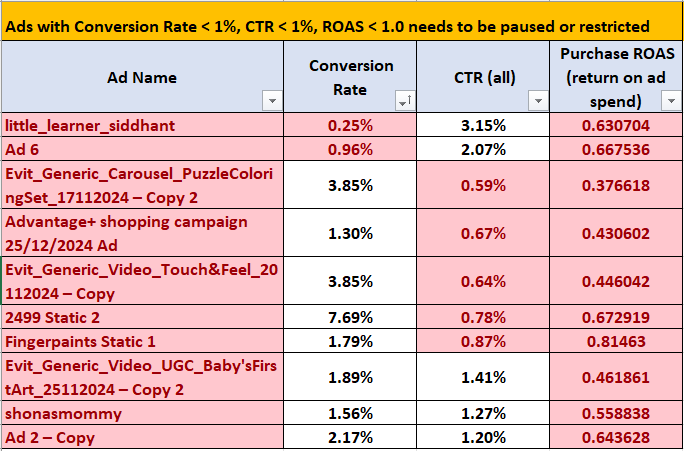 Ads with Conversion Rate < 1%, CTR < 1%, ROAS < 1.0 needs to be paused or restricted
Ad Name
Conversion
Rate
CTR (all)
Purchase ROAS
(return on ad
spend)
little_learner_siddhant 0.25% 3.15% 0.630704
Ad 6 0.96% 2.07% 0.667536
Evit_Generic_Carousel_PuzzleColori
ngSet_17112024 – Copy 2 3.85% 0.59% 0.376618
Advantage+ shopping campaign
25/12/2024 Ad 1.30% 0.67% 0.430602
Evit_Generic_Video_Touch&Feel_20
112024 – Copy 3.85% 0.64% 0.446042
2499 Static 2 7.69% 0.78% 0.672919
Fingerpaints Static 1 1.79% 0.87% 0.81463
Evit_Generic_Video_UGC_Baby'sFirs
tArt_25112024 – Copy 2 1.89% 1.41% 0.461861
shonasmommy 1.56% 1.27% 0.558838
Ad 2 – Copy 2.17% 1.20% 0.643628